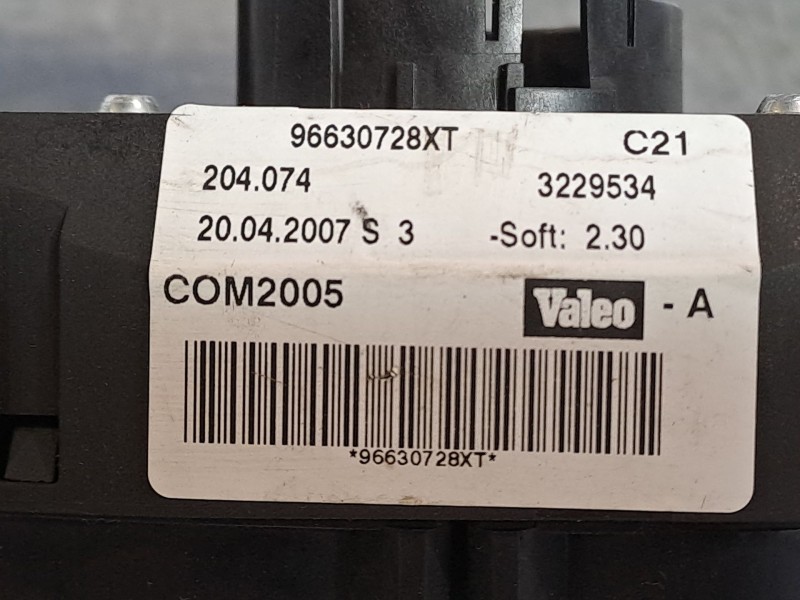 96630728XT C21
204.074 3229534
20.04.2007 S 3 -Soft: 2.30
COM2005 Valeo - A
*96630728XT*